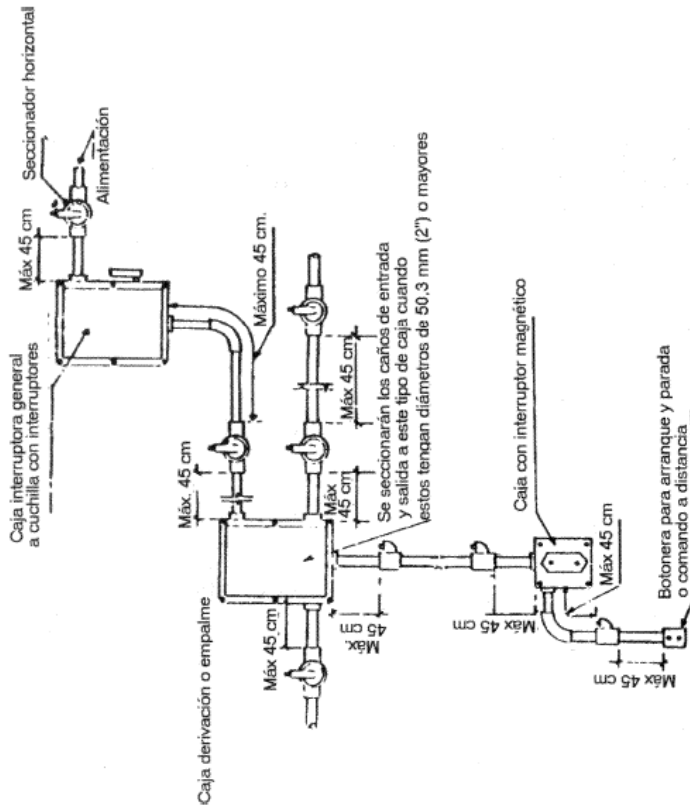 Caja interruptora general
a cuchilla con interruptores
Máx 45 cm
Seccionador horizontal
Alimentación
Máximo 45 cm.
Máx. 45 cm
Máx
45 cm
Máx 45 cm
Se seccionarán los caños de entrada
y salida a este tipo de caja cuando
estos tengan diámetros de 50,3 mm (2") o mayores
Caja derivación o empalme
Máx 45 cm
Máx.
45 cm
Máx 45 cm
Caja con interruptor magnético
Máx 45 cm
Máx 45 cm
Botonera para arranque y parada
o comando a distancia